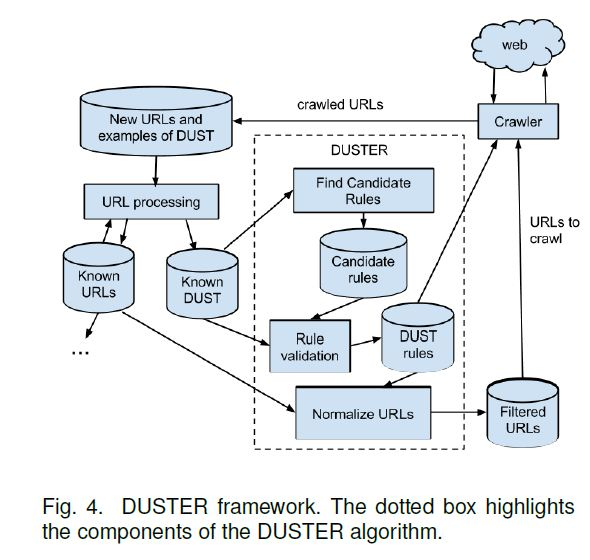 web
crawled URLs
Crawler
New URLs and
examples of DUST
DUSTER
URL processing
Find Candidate
Rules
URLs to
crawl
Known
URLs
Known
DUST
Candidate
rules
Rule
validation
DUST
rules
...
Normalize URLs
Filtered
URLs
Fig. 4. DUSTER framework. The dotted box highlights
the components of the DUSTER algorithm.